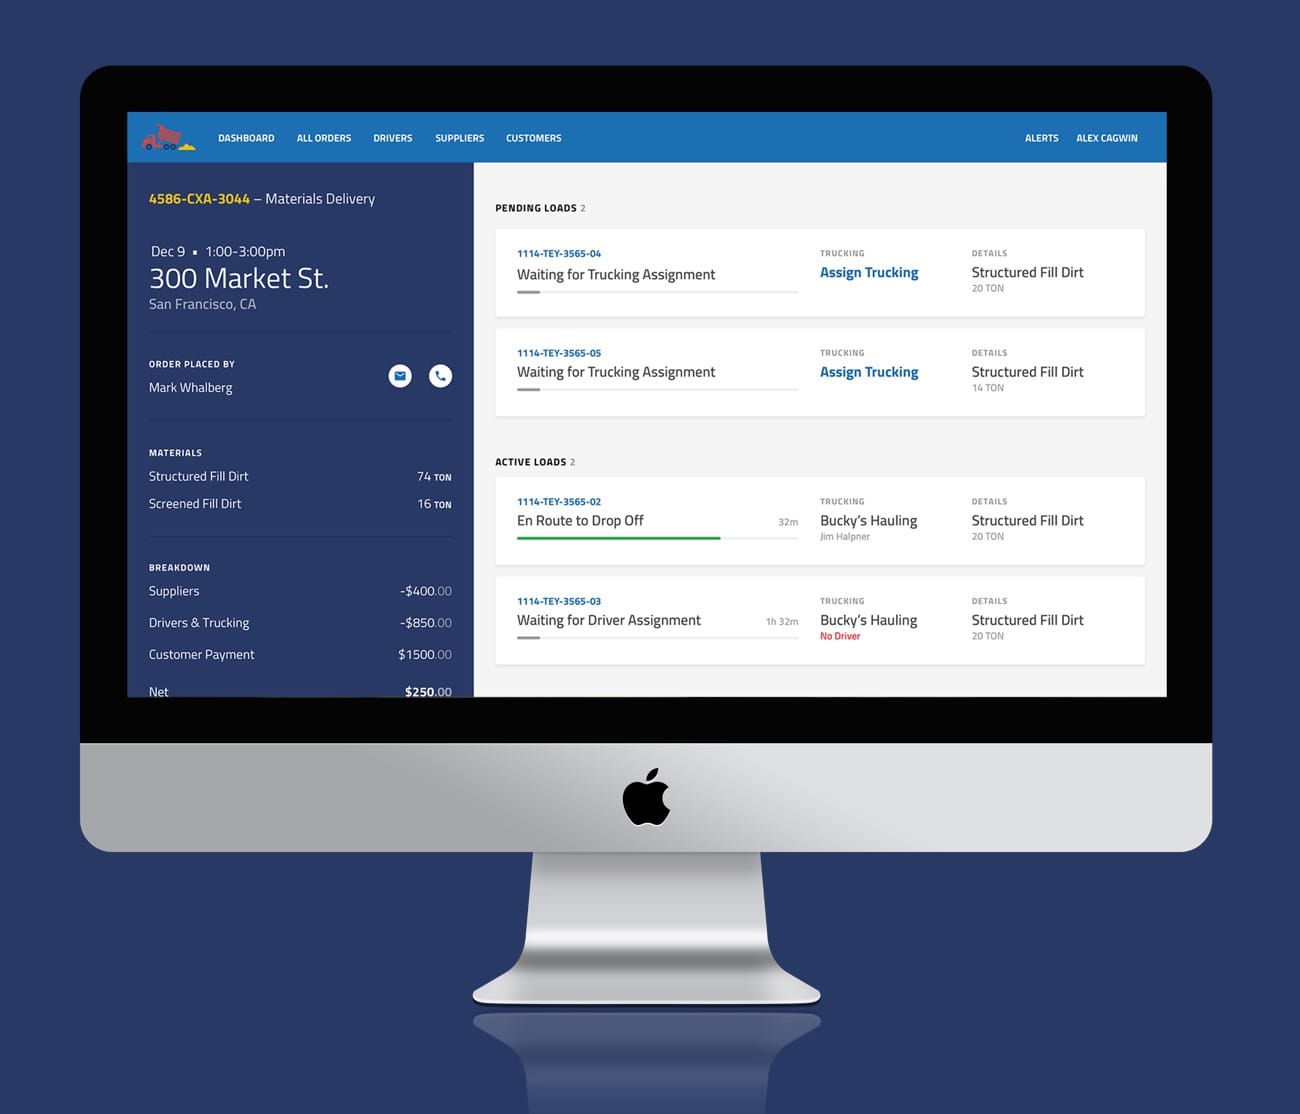 DASHBOARD ALL ORDERS DRIVERS SUPPLIERS CUSTOMERS ALERTS ALEX CAGWIN
4586-CXA-3044 – Materials Delivery
Dec 9 ▪ 1:00-3:00pm
300 Market St.
San Francisco, CA
ORDER PLACED BY
Mark Whalberg
MATERIALS
Structured Fill Dirt 74 TON
Screened Fill Dirt 16 TON
BREAKDOWN
Suppliers -$400.00
Drivers & Trucking -$850.00
Customer Payment $1500.00
Net $250.00
PENDING LOADS 2
1114-TEY-3565-04 TRUCKING DETAILS
Waiting for Trucking Assignment Assign Trucking Structured Fill Dirt
20 TON
1114-TEY-3565-05 TRUCKING DETAILS
Waiting for Trucking Assignment Assign Trucking Structured Fill Dirt
14 TON
ACTIVE LOADS 2
1114-TEY-3565-02 TRUCKING DETAILS
En Route to Drop Off 32m Bucky’s Hauling Structured Fill Dirt
Jim Halpner 20 TON
1114-TEY-3565-03 TRUCKING DETAILS
Waiting for Driver Assignment 1h 32m Bucky’s Hauling Structured Fill Dirt
No Driver 20 TON